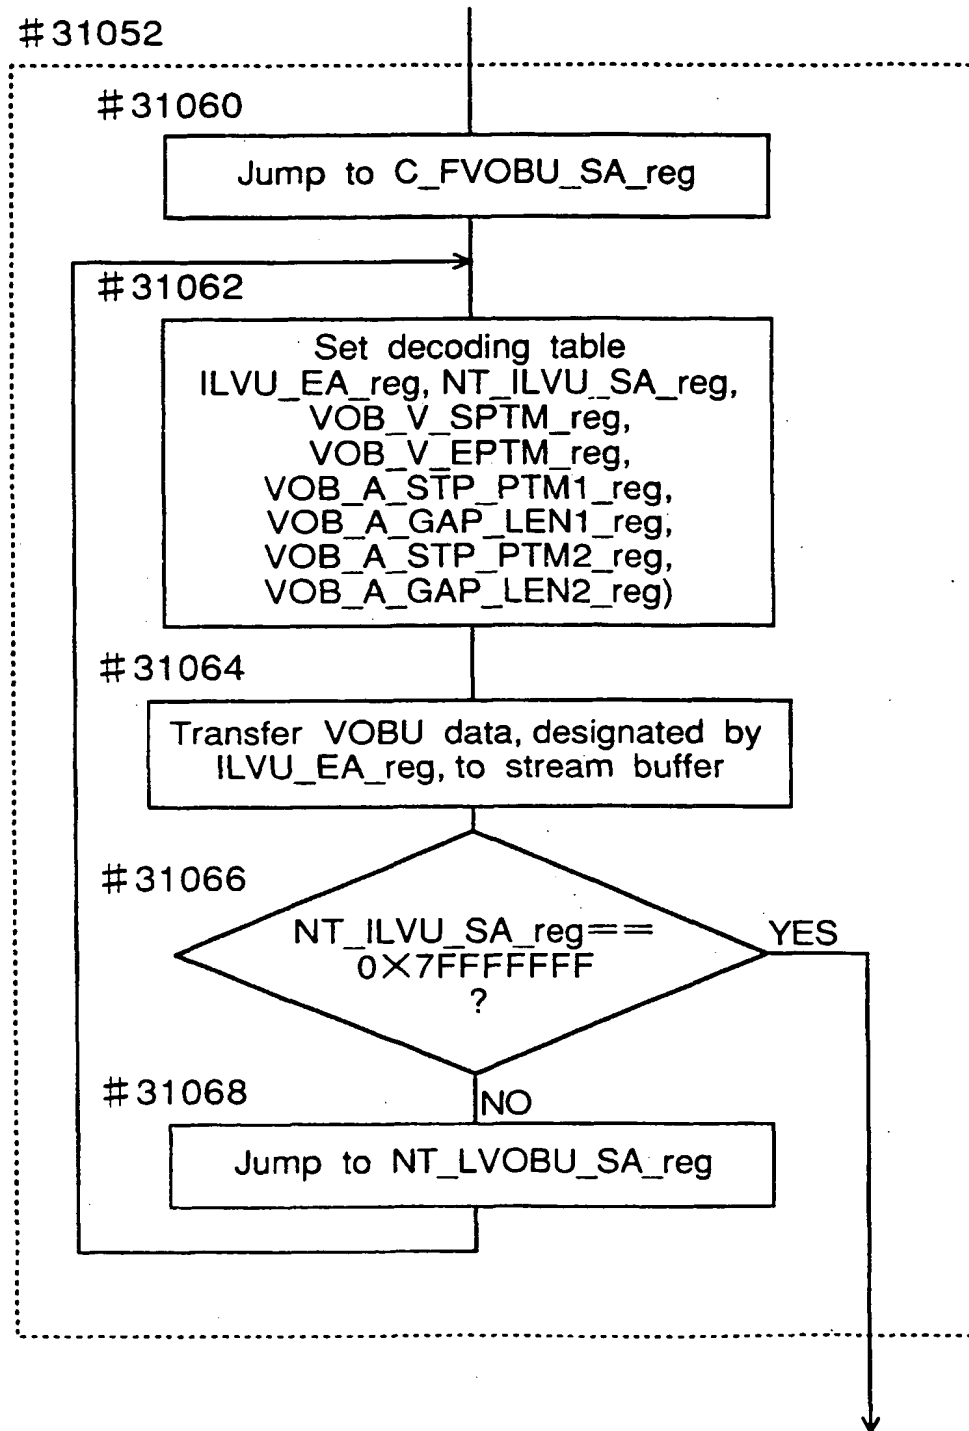 #31052
#31060
Jump to C_FVOBU_SA_reg
#31062
Set decoding table
ILVU_EA_reg, NT_ILVU_SA_reg,
VOB_V_SPTM_reg,
VOB_V_EPTM_reg,
VOB_A_STP_PTM1_reg,
VOB_A_GAP_LEN1_reg,
VOB_A_STP_PTM2_reg,
VOB_A_GAP_LEN2_reg)
#31064
Transfer VOBU data, designated by
ILVU_EA_reg, to stream buffer
#31066
NT_ILVU_SA_reg==
0×7FFFFFFF
?
YES
NO
#31068
Jump to NT_LVOBU_SA_reg